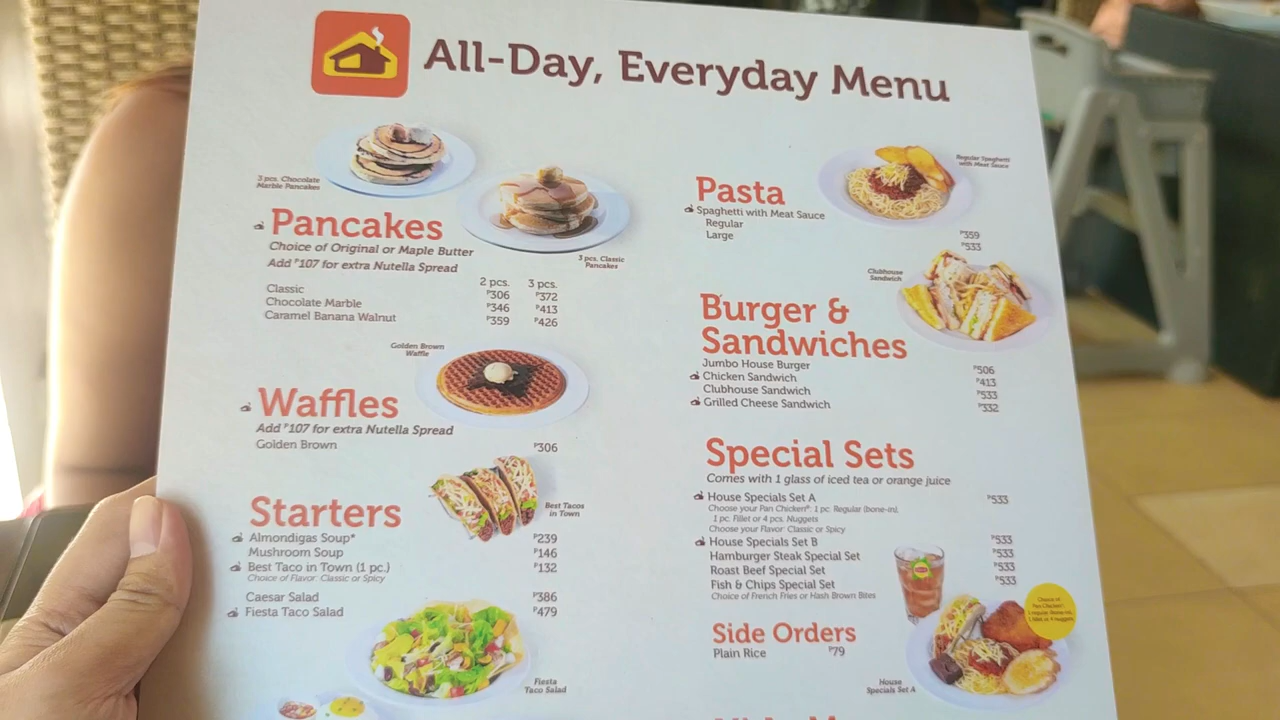 All-Day, Everyday Menu
3 pcs. Chocolate
Marble Pancakes
Pancakes
Choice of Original or Maple Butter
Add ₱107 for extra Nutella Spread
3 pcs. Classic
Pancakes
2 pcs. 3 pcs.
Classic ₱306 ₱372
Chocolate Marble ₱346 ₱413
Caramel Banana Walnut ₱359 ₱426
Golden Brown
Waffle
Waffles
Add ₱107 for extra Nutella Spread
Golden Brown ₱306
Starters
Best Tacos
in Town
Almondigas Soup* ₱239
Mushroom Soup ₱146
Best Taco in Town (1 pc.) ₱132
Choice of Flavor: Classic or Spicy
Caesar Salad ₱386
Fiesta Taco Salad ₱479
Fiesta
Taco Salad
Regular Spaghetti
with Meat Sauce
Pasta
Spaghetti with Meat Sauce
Regular ₱359
Large ₱533
Clubhouse
Sandwich
Burger &
Sandwiches
Jumbo House Burger ₱506
Chicken Sandwich ₱413
Clubhouse Sandwich ₱533
Grilled Cheese Sandwich ₱332
Special Sets
Comes with 1 glass of iced tea or orange juice
House Specials Set A ₱533
Choose your Pan Chicken*: 1 pc. Regular (bone-in),
1 pc. Fillet or 4 pcs. Nuggets
Choose your Flavor: Classic or Spicy
House Specials Set B ₱533
Hamburger Steak Special Set ₱533
Roast Beef Special Set ₱533
Fish & Chips Special Set ₱533
Choice of French Fries or Hash Brown Bites
Side Orders
Plain Rice ₱79
House
Specials Set A